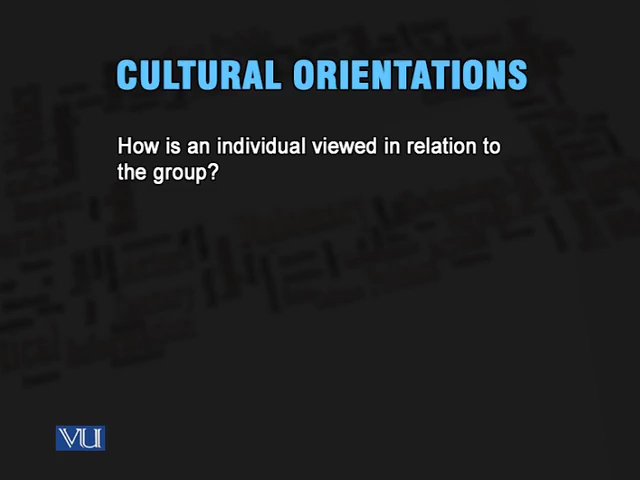 CULTURAL ORIENTATIONS
How is an individual viewed in relation to
the group?
VU